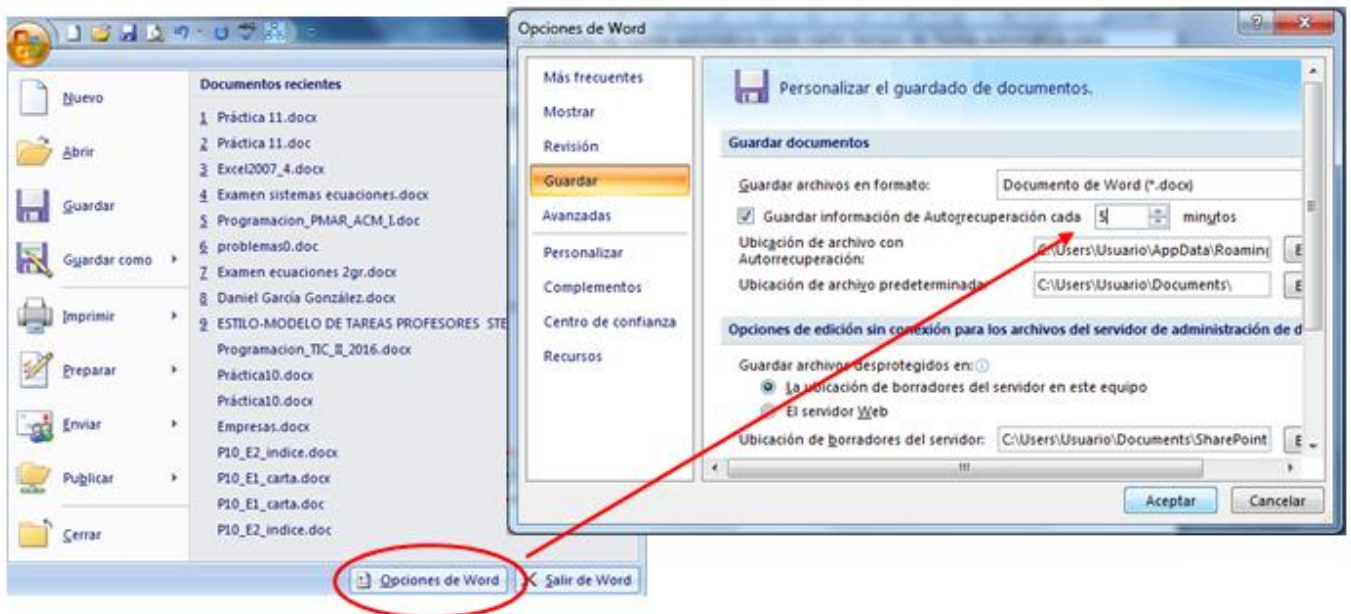 Nuevo
Abrir
Guardar
Guardar como
Imprimir
Preparar
Enviar
Publicar
Cerrar
Documentos recientes
1 Práctica 11.docx
2 Práctica 11.doc
3 Excel2007_4.docx
4 Examen sistemas ecuaciones.docx
5 Programacion_PMAR_ACM_I.doc
6 problemas0.doc
7 Examen ecuaciones 2gr.docx
8 Daniel García González.docx
9 ESTILO-MODELO DE TAREAS PROFESORES STE
Programacion_TIC_II_2016.docx
Práctica10.docx
Práctica10.docx
Empresas.docx
P10_E2_indice.docx
P10_E1_carta.docx
P10_E1_carta.doc
P10_E2_indice.doc
Opciones de Word
Salir de Word
Opciones de Word
Más frecuentes
Mostrar
Revisión
Guardar
Avanzadas
Personalizar
Complementos
Centro de confianza
Recursos
Personalizar el guardado de documentos.
Guardar documentos
Guardar archivos en formato: Documento de Word (*.docx)
Guardar información de Autorrecuperación cada 5 minutos
Ubicación de archivo con
Autorrecuperación: C:\Users\Usuario\AppData\Roaming E
Ubicación de archivo predeterminada: C:\Users\Usuario\Documents\ E
Opciones de edición sin conexión para los archivos del servidor de administración de d
Guardar archivos desprotegidos en:
La ubicación de borradores del servidor en este equipo
El servidor Web
Ubicación de borradores del servidor: C:\Users\Usuario\Documents\SharePoint E
Aceptar
Cancelar